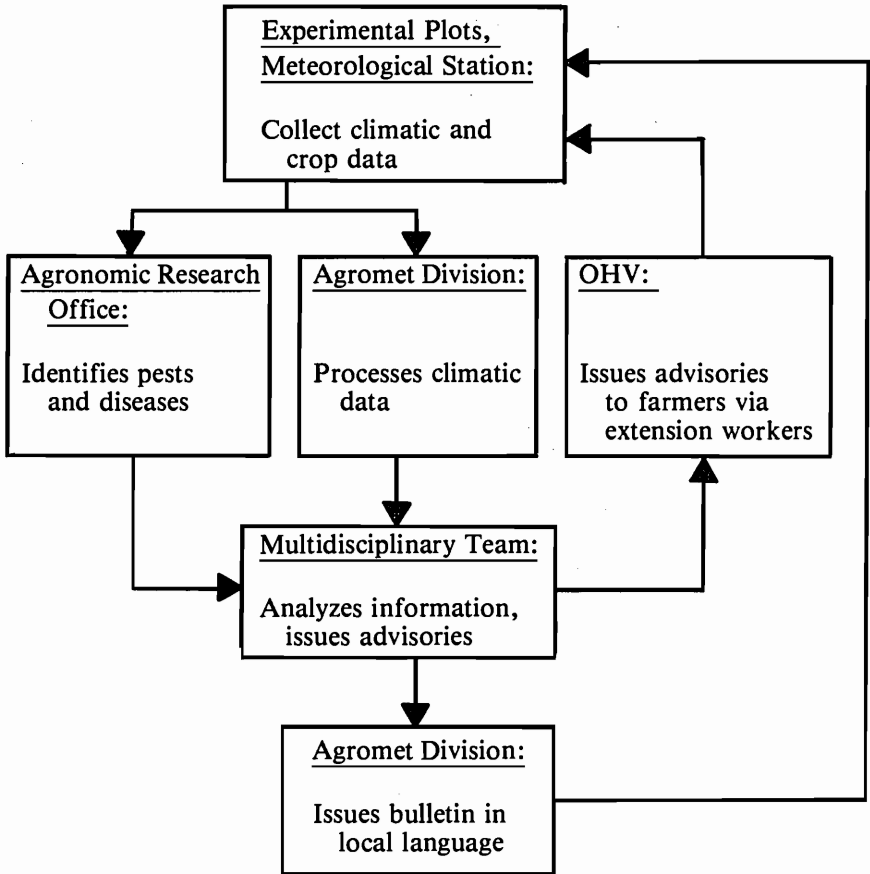 Experimental Plots,
Meteorological Station:
Collect climatic and
crop data
Agronomic Research
Office:
Identifies pests
and diseases
Agromet Division:
Processes climatic
data
OHV:
Issues advisories
to farmers via
extension workers
Multidisciplinary Team:
Analyzes information,
issues advisories
Agromet Division:
Issues bulletin in
local language